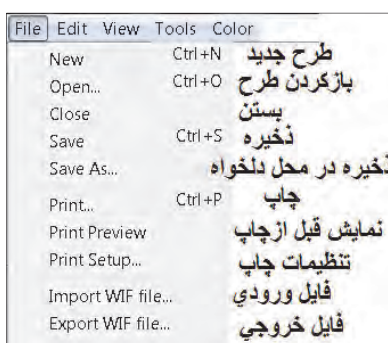 File Edit View Tools Color
New Ctrl+N طرح جديد
Open... Ctrl+O بازكردن طرح
Close بستن
Save Ctrl+S ذخيره
Save As... ذخيره در محل دلخواه
Print... Ctrl+P چاپ
Print Preview نمايش قبل ازچاپ
Print Setup... تنظيمات چاپ
Import WIF file... فايل ورودي
Export WIF file... فايل خروجي